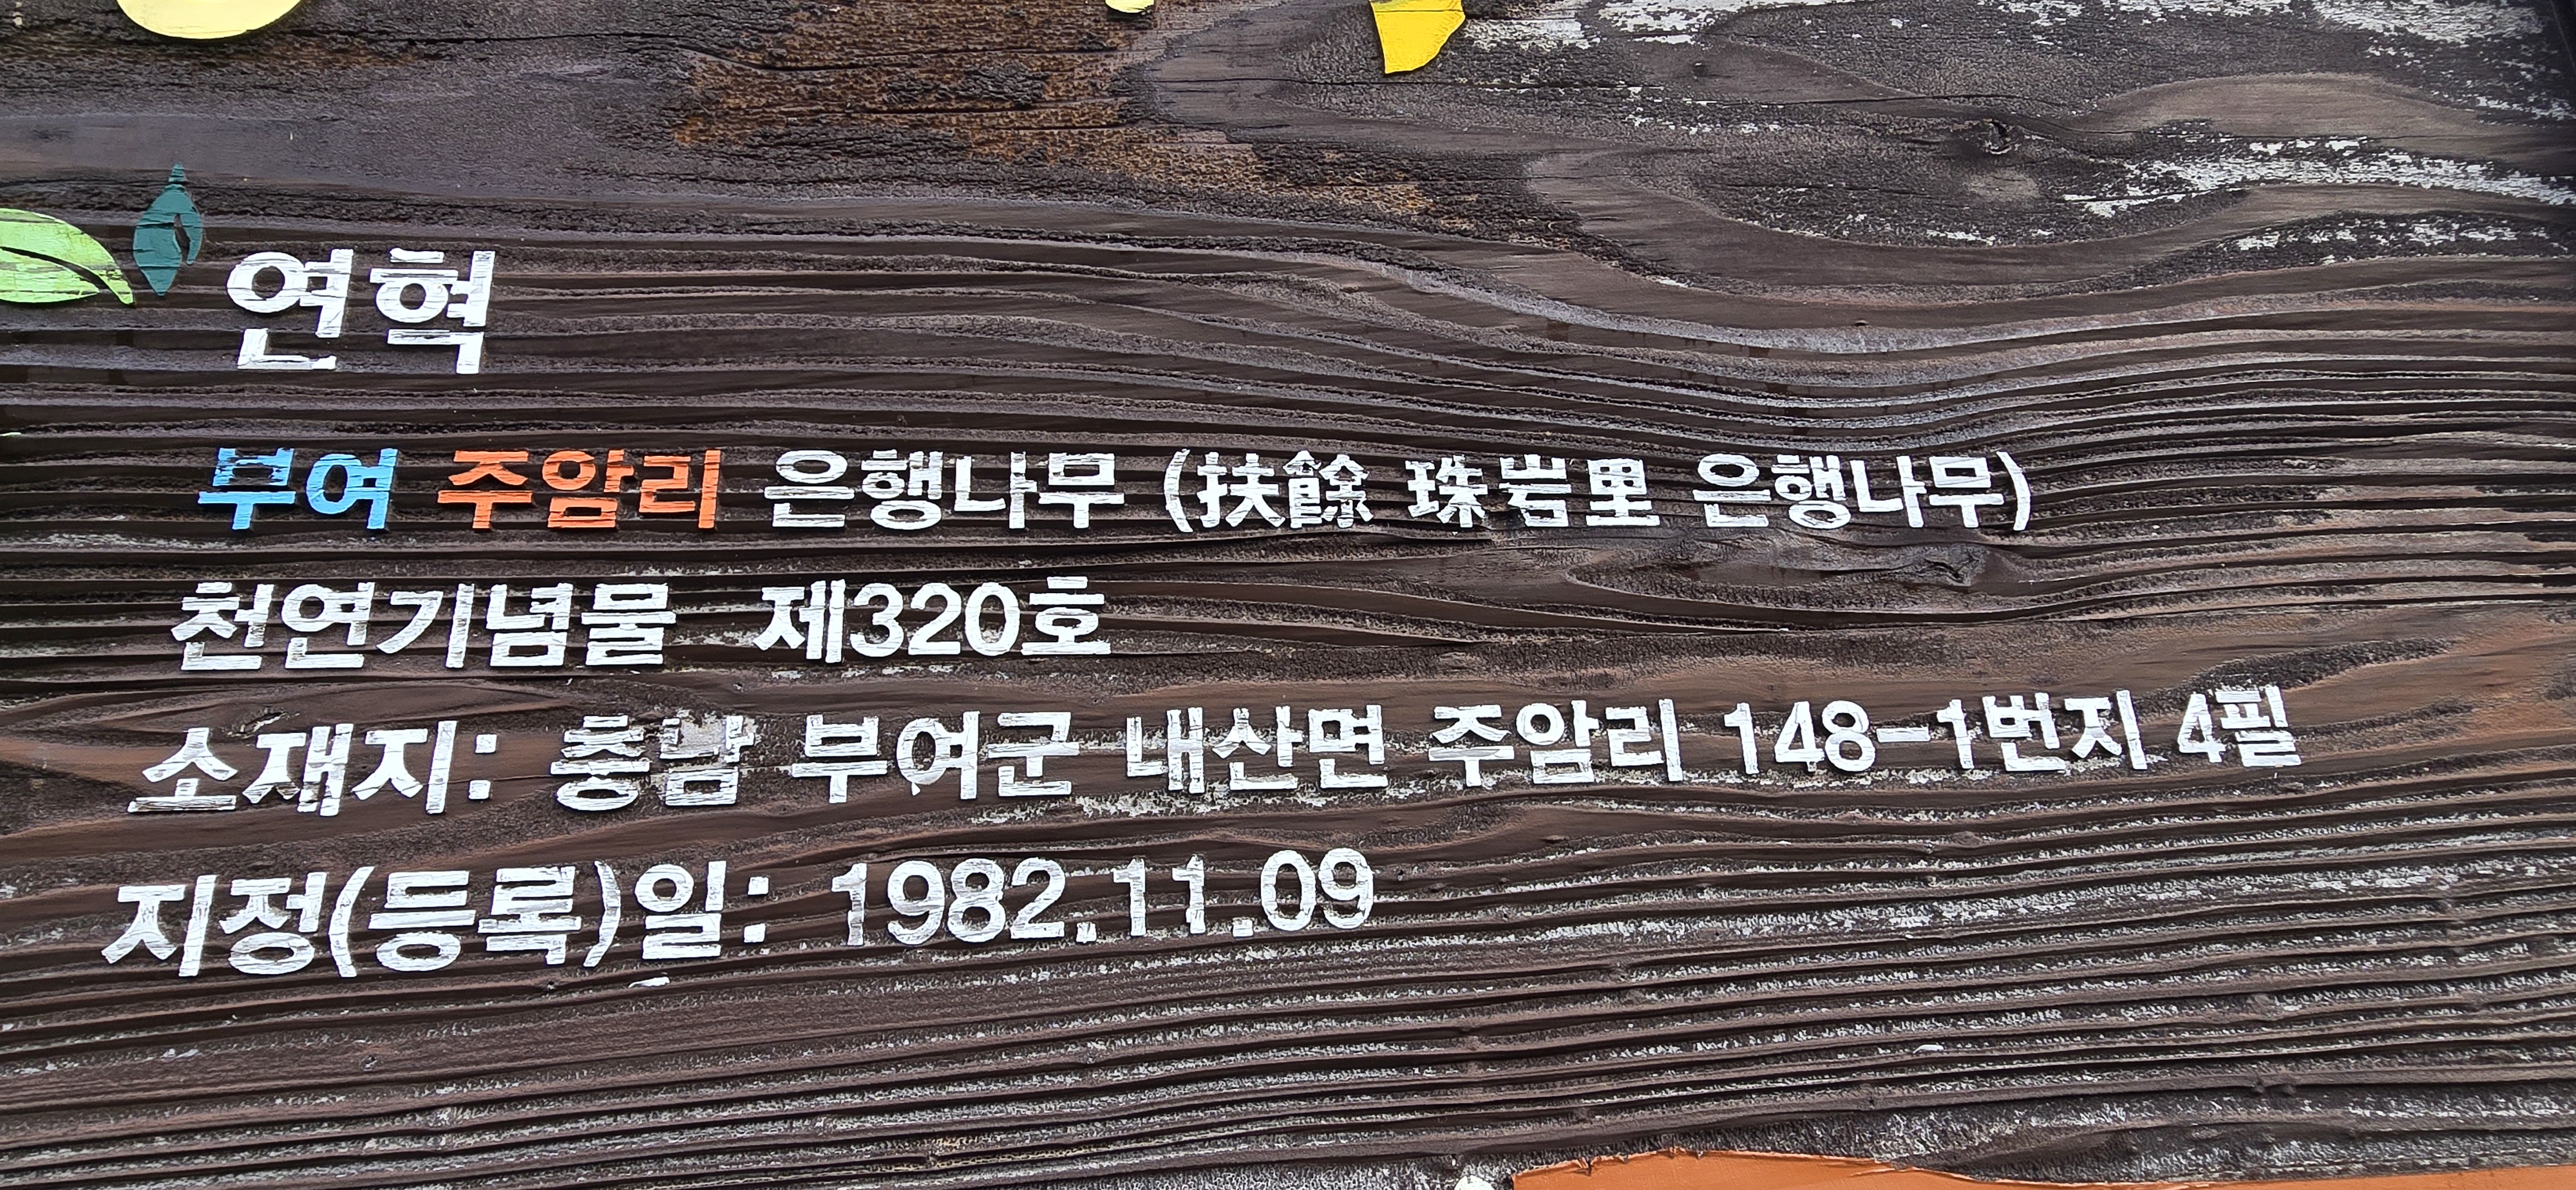 연혁
부여 주암리 은행나무 (扶餘 珠岩里 은행나무)
천연기념물 제320호
소재지: 충남 부여군 내산면 주암리 148-1번지 4필
지정(등록)일: 1982.11.09